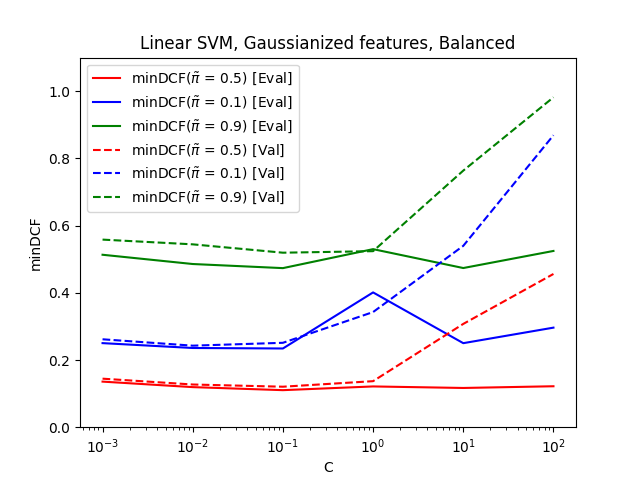 Linear SVM, Gaussianized features, Balanced
minDCF(π̃ = 0.5) [Eval]
minDCF(π̃ = 0.1) [Eval]
minDCF(π̃ = 0.9) [Eval]
minDCF(π̃ = 0.5) [Val]
minDCF(π̃ = 0.1) [Val]
minDCF(π̃ = 0.9) [Val]
minDCF
1.0
0.8
0.6
0.4
0.2
0.0
10⁻³ 10⁻² 10⁻¹ 10⁰ 10¹ 10²
C